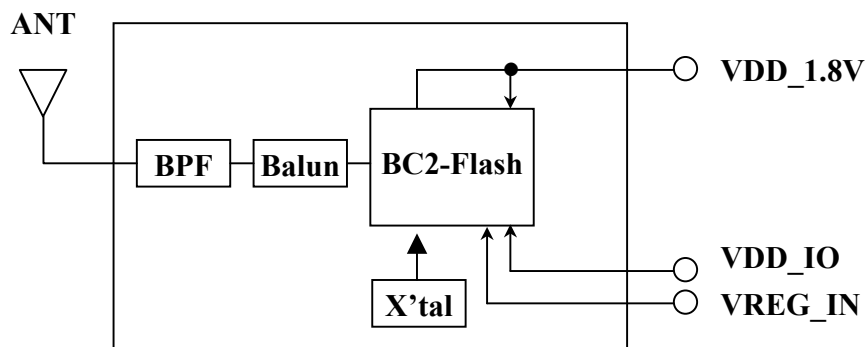 ANT
VDD_1.8V
BPF
Balun
BC2-Flash
VDD_IO
X’tal
VREG_IN